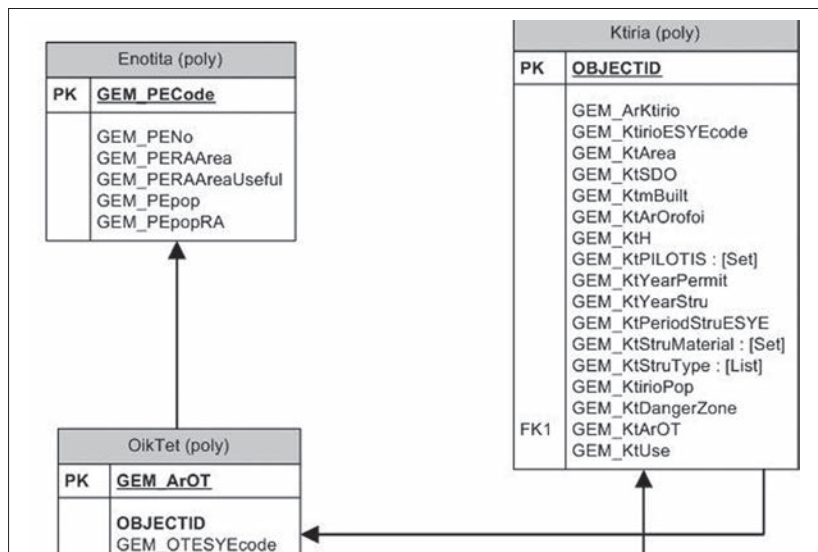 Enotita (poly)
PK GEM_PECode
GEM_PENo
GEM_PERAArea
GEM_PERAAreaUseful
GEM_PEpop
GEM_PEpopRA
Ktiria (poly)
PK OBJECTID
GEM_ArKtirio
GEM_KtirioESYEcode
GEM_KtArea
GEM_KtSDO
GEM_KtmBuilt
GEM_KtArOrofoi
GEM_KtH
GEM_KtPILOTIS : [Set]
GEM_KtYearPermit
GEM_KtYearStru
GEM_KtPeriodStruESYE
GEM_KtStruMaterial : [Set]
GEM_KtStruType : [List]
GEM_KtirioPop
GEM_KtDangerZone
FK1 GEM_KtArOT
GEM_KtUse
OikTet (poly)
PK GEM_ArOT
OBJECTID
GEM_OTESYEcode